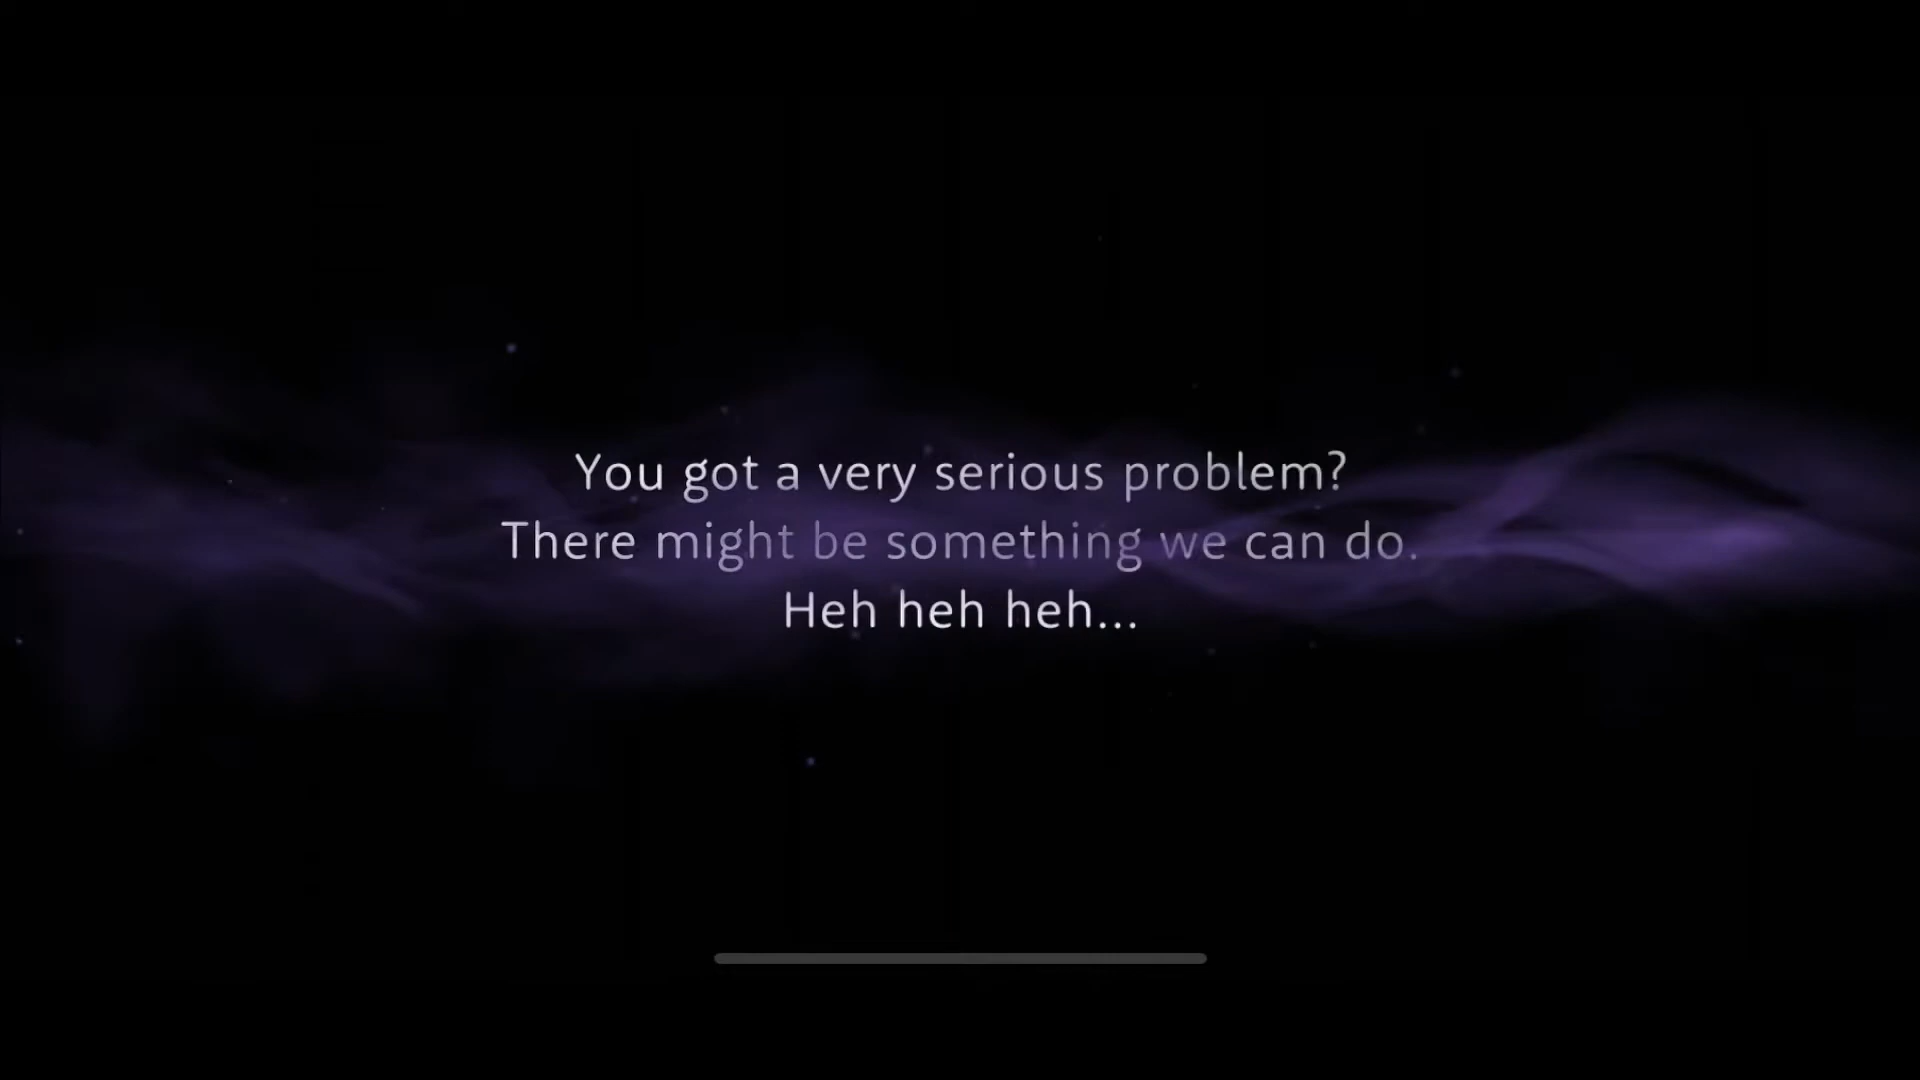 You got a very serious problem?
There might be something we can do.
Heh heh heh...